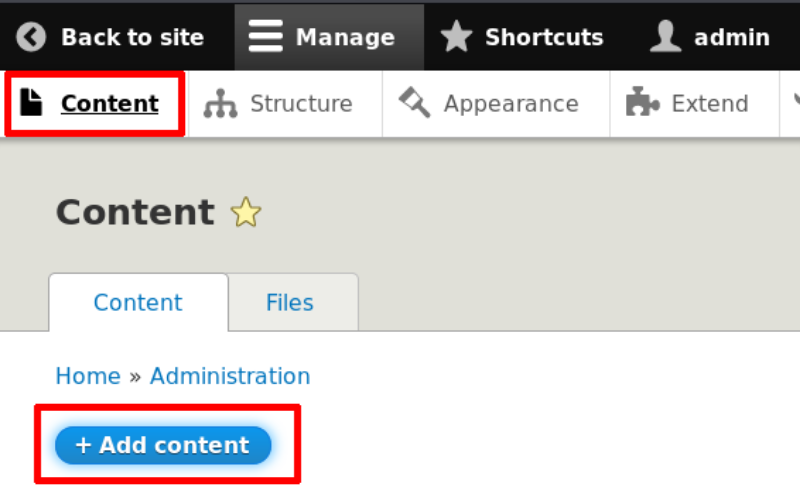 Back to site Manage Shortcuts admin
Content Structure Appearance Extend
Content
Content Files
Home » Administration
+ Add content